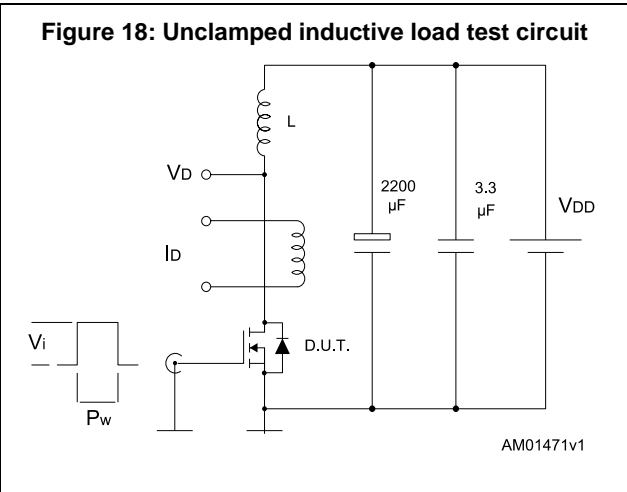 Figure 18: Unclamped inductive load test circuit
L
VD
2200
µF
3.3
µF
VDD
ID
Vi
D.U.T.
Pw
AM01471v1